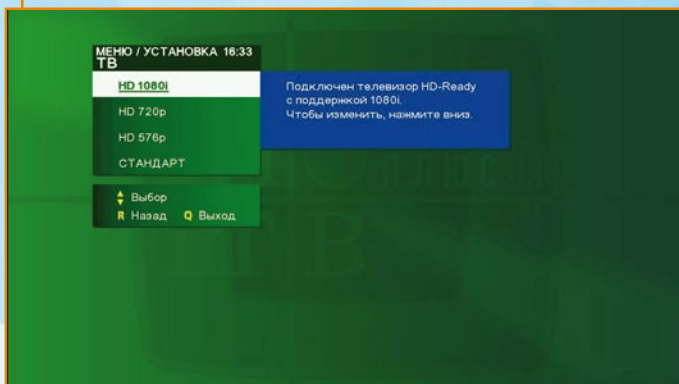 МЕНЮ / УСТАНОВКА 16:33
ТВ
HD 1080i
HD 720p
HD 576p
СТАНДАРТ
Подключен телевизор HD-Ready
с поддержкой 1080i.
Чтобы изменить, нажмите вниз.
Выбор
R Назад Q Выход